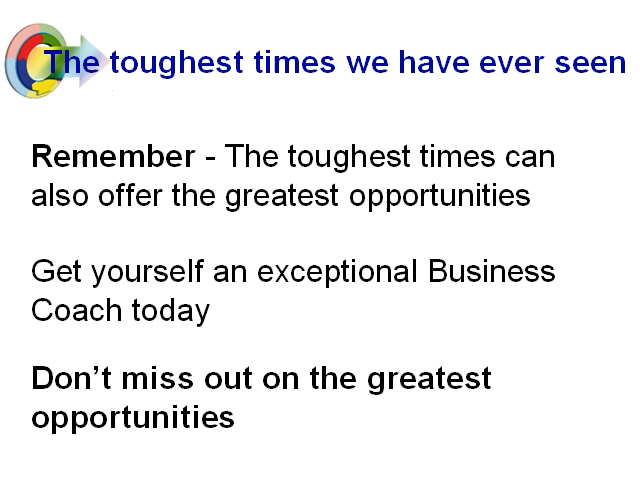 The toughest times we have ever seen
Remember - The toughest times can
also offer the greatest opportunities
Get yourself an exceptional Business
Coach today
Don’t miss out on the greatest
opportunities